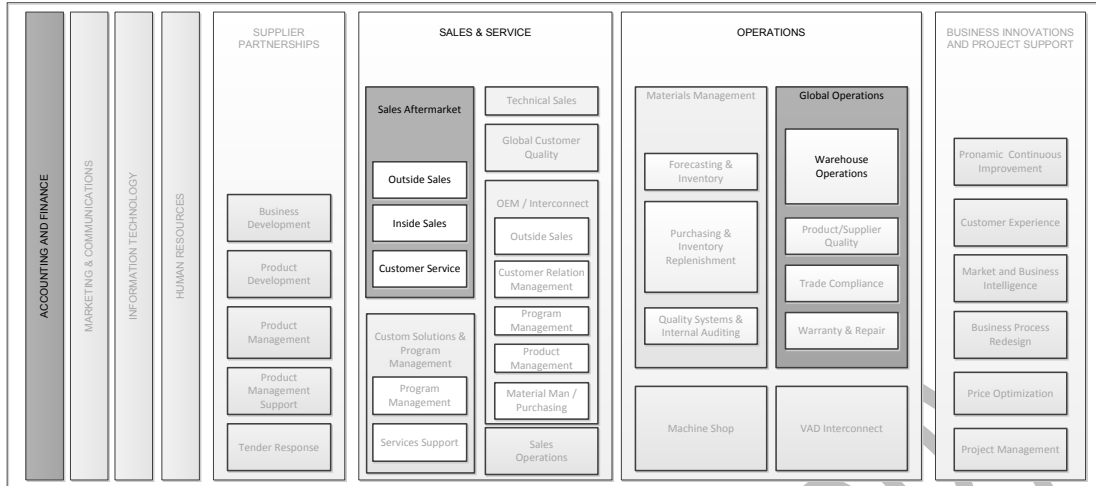 ACCOUNTING AND FINANCE
MARKETING & COMMUNICATIONS
INFORMATION TECHNOLOGY
HUMAN RESOURCES
SUPPLIER
PARTNERSHIPS
Business
Development
Product
Development
Product
Management
Product
Management
Support
Tender Response
SALES & SERVICE
Sales Aftermarket
Outside Sales
Inside Sales
Customer Service
Custom Solutions &
Program
Management
Program
Management
Services Support
Technical Sales
Global Customer
Quality
OEM / Interconnect
Outside Sales
Customer Relation
Management
Program
Management
Product
Management
Material Man /
Purchasing
Sales
Operations
OPERATIONS
Materials Management
Forecasting &
Inventory
Purchasing &
Inventory
Replenishment
Quality Systems &
Internal Auditing
Machine Shop
Global Operations
Warehouse
Operations
Product/Supplier
Quality
Trade Compliance
Warranty & Repair
VAD Interconnect
BUSINESS INNOVATIONS
AND PROJECT SUPPORT
Pronamic Continuous
Improvement
Customer Experience
Market and Business
Intelligence
Business Process
Redesign
Price Optimization
Project Management